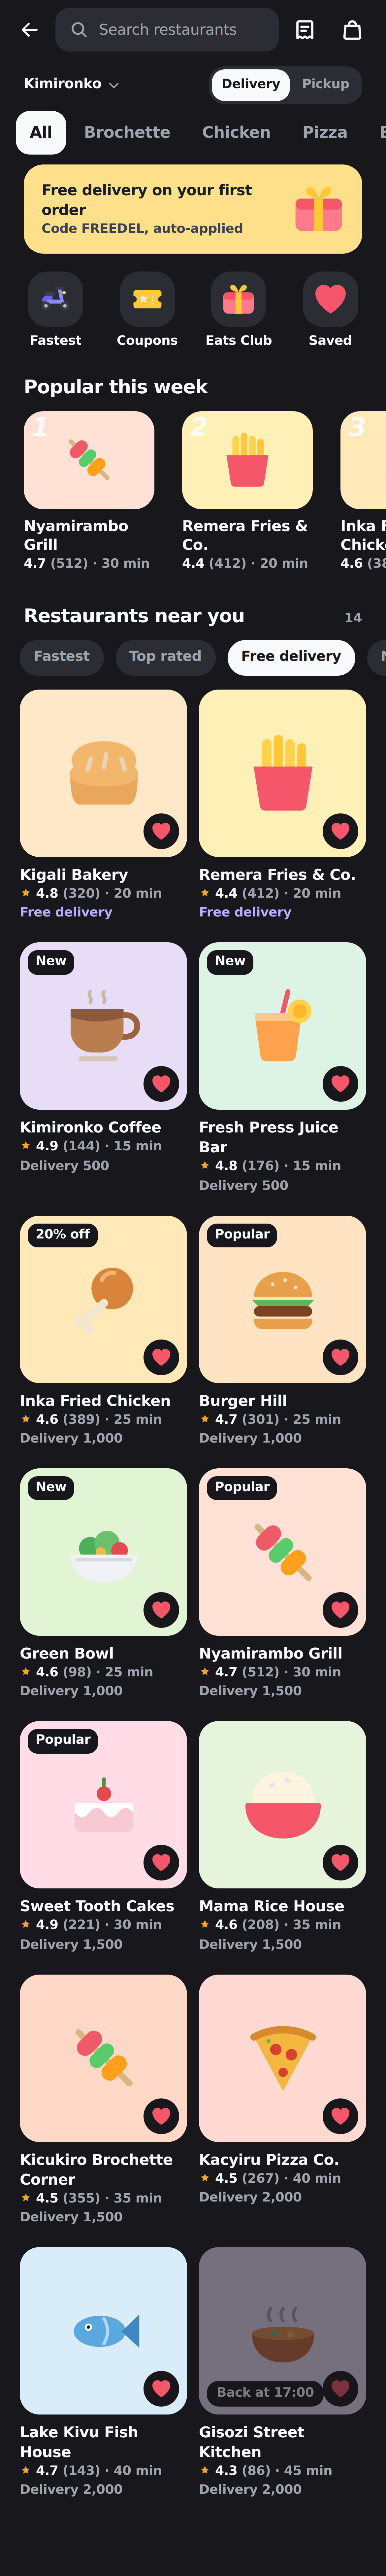 Search restaurants
Kimironko
Delivery
Pickup
All
Brochette
Chicken
Pizza
Free delivery on your first
order
Code FREEDEL, auto-applied
Fastest
Coupons
Eats Club
Saved
Popular this week
1
2
3
Nyamirambo
Grill
4.7 (512) · 30 min
Remera Fries &
Co.
4.4 (412) · 20 min
Inka
4.6
Restaurants near you
14
Fastest
Top rated
Free delivery
Kigali Bakery
4.8 (320) · 20 min
Free delivery
Remera Fries & Co.
4.4 (412) · 20 min
Free delivery
New
Kimironko Coffee
4.9 (144) · 15 min
Delivery 500
New
Fresh Press Juice
Bar
4.8 (176) · 15 min
Delivery 500
20% off
Inka Fried Chicken
4.6 (389) · 25 min
Delivery 1,000
Popular
Burger Hill
4.7 (301) · 25 min
Delivery 1,000
New
Green Bowl
4.6 (98) · 25 min
Delivery 1,000
Popular
Nyamirambo Grill
4.7 (512) · 30 min
Delivery 1,500
Popular
Sweet Tooth Cakes
4.9 (221) · 30 min
Delivery 1,500
Mama Rice House
4.6 (208) · 35 min
Delivery 1,500
Kicukiro Brochette
Corner
4.5 (355) · 35 min
Delivery 1,500
Kacyiru Pizza Co.
4.5 (267) · 40 min
Delivery 2,000
Lake Kivu Fish
House
4.7 (143) · 40 min
Delivery 2,000
Back at 17:00
Gisozi Street
Kitchen
4.3 (86) · 45 min
Delivery 2,000